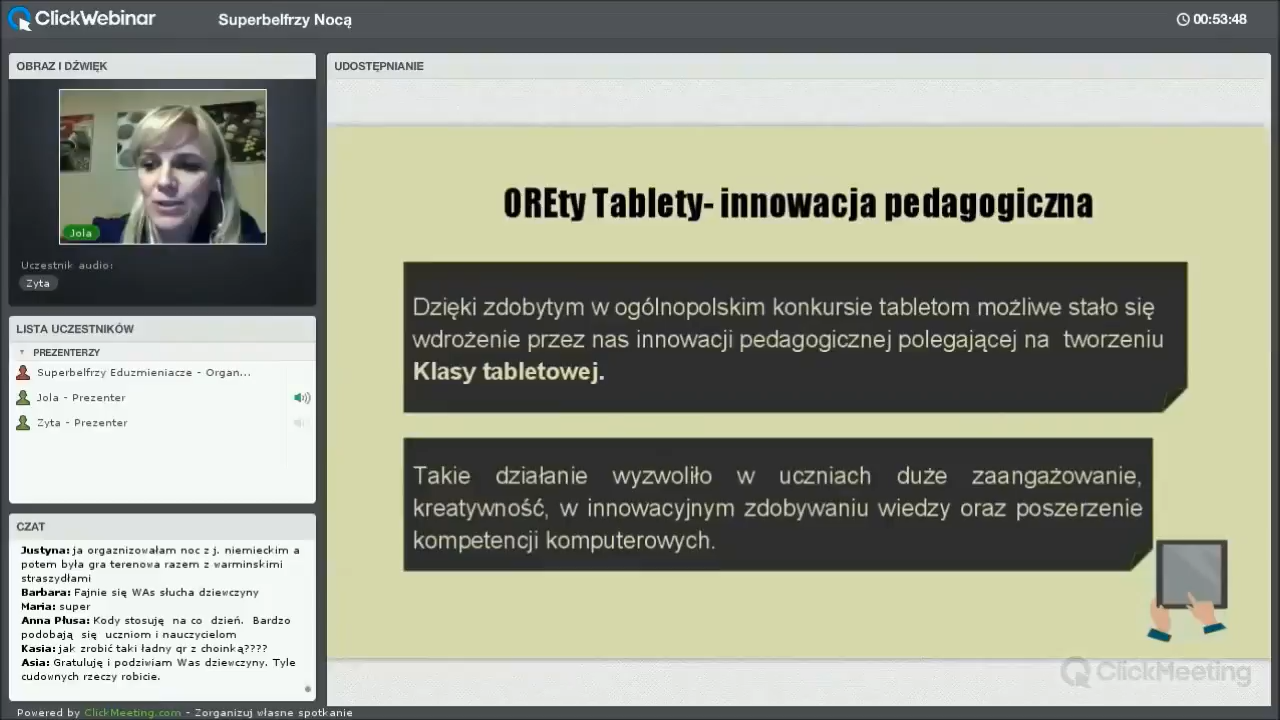 ClickWebinar
Superbelfrzy Nocą
00:53:48
OBRAZ I DŹWIĘK
Jola
Uczestnik audio:
Zyta
LISTA UCZESTNIKÓW
PREZENTERZY
Superbelfrzy Eduzmieniacze - Organ...
Jola - Prezenter
Zyta - Prezenter
CZAT
Justyna: ja orgaznizowałam noc z j. niemieckim a
potem była gra terenowa razem z warminskimi
straszydłami
Barbara: Fajnie się WAs słucha dziewczyny
Maria: super
Anna Płusa: Kody stosuję na co dzień. Bardzo
podobają się uczniom i nauczycielom
Kasia: jak zrobić taki ładny qr z choinką????
Asia: Gratuluję i podziwiam Was dziewczyny. Tyle
cudownych rzeczy robicie.
Powered by ClickMeeting.com - Zorganizuj własne spotkanie
UDOSTĘPNIANIE
OREty Tablety- innowacja pedagogiczna
Dzięki zdobytym w ogólnopolskim konkursie tabletom możliwe stało się
wdrożenie przez nas innowacji pedagogicznej polegającej na tworzeniu
Klasy tabletowej.
Takie działanie wyzwoliło w uczniach duże zaangażowanie,
kreatywność, w innowacyjnym zdobywaniu wiedzy oraz poszerzenie
kompetencji komputerowych.
ClickMeeting